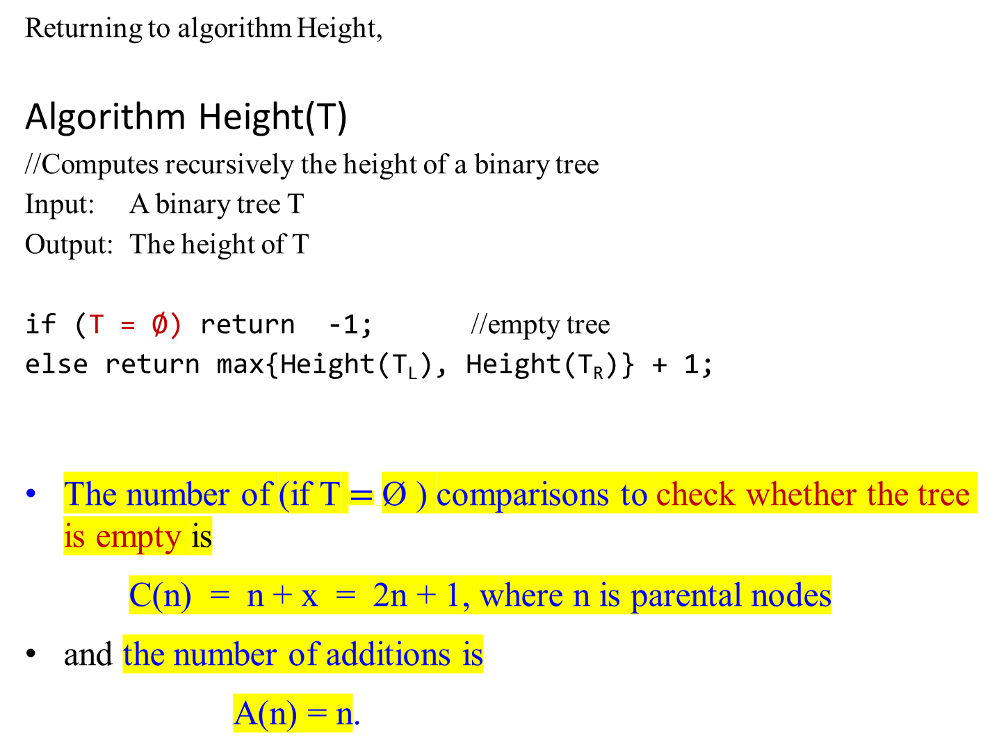 Returning to algorithm Height,
Algorithm Height(T)
//Computes recursively the height of a binary tree
Input: A binary tree T
Output: The height of T
if (T = Ø) return -1; //empty tree
else return max{Height(T_L), Height(T_R)} + 1;
• The number of (if T = Ø ) comparisons to check whether the tree
is empty is
C(n) = n + x = 2n + 1, where n is parental nodes
• and the number of additions is
A(n) = n.